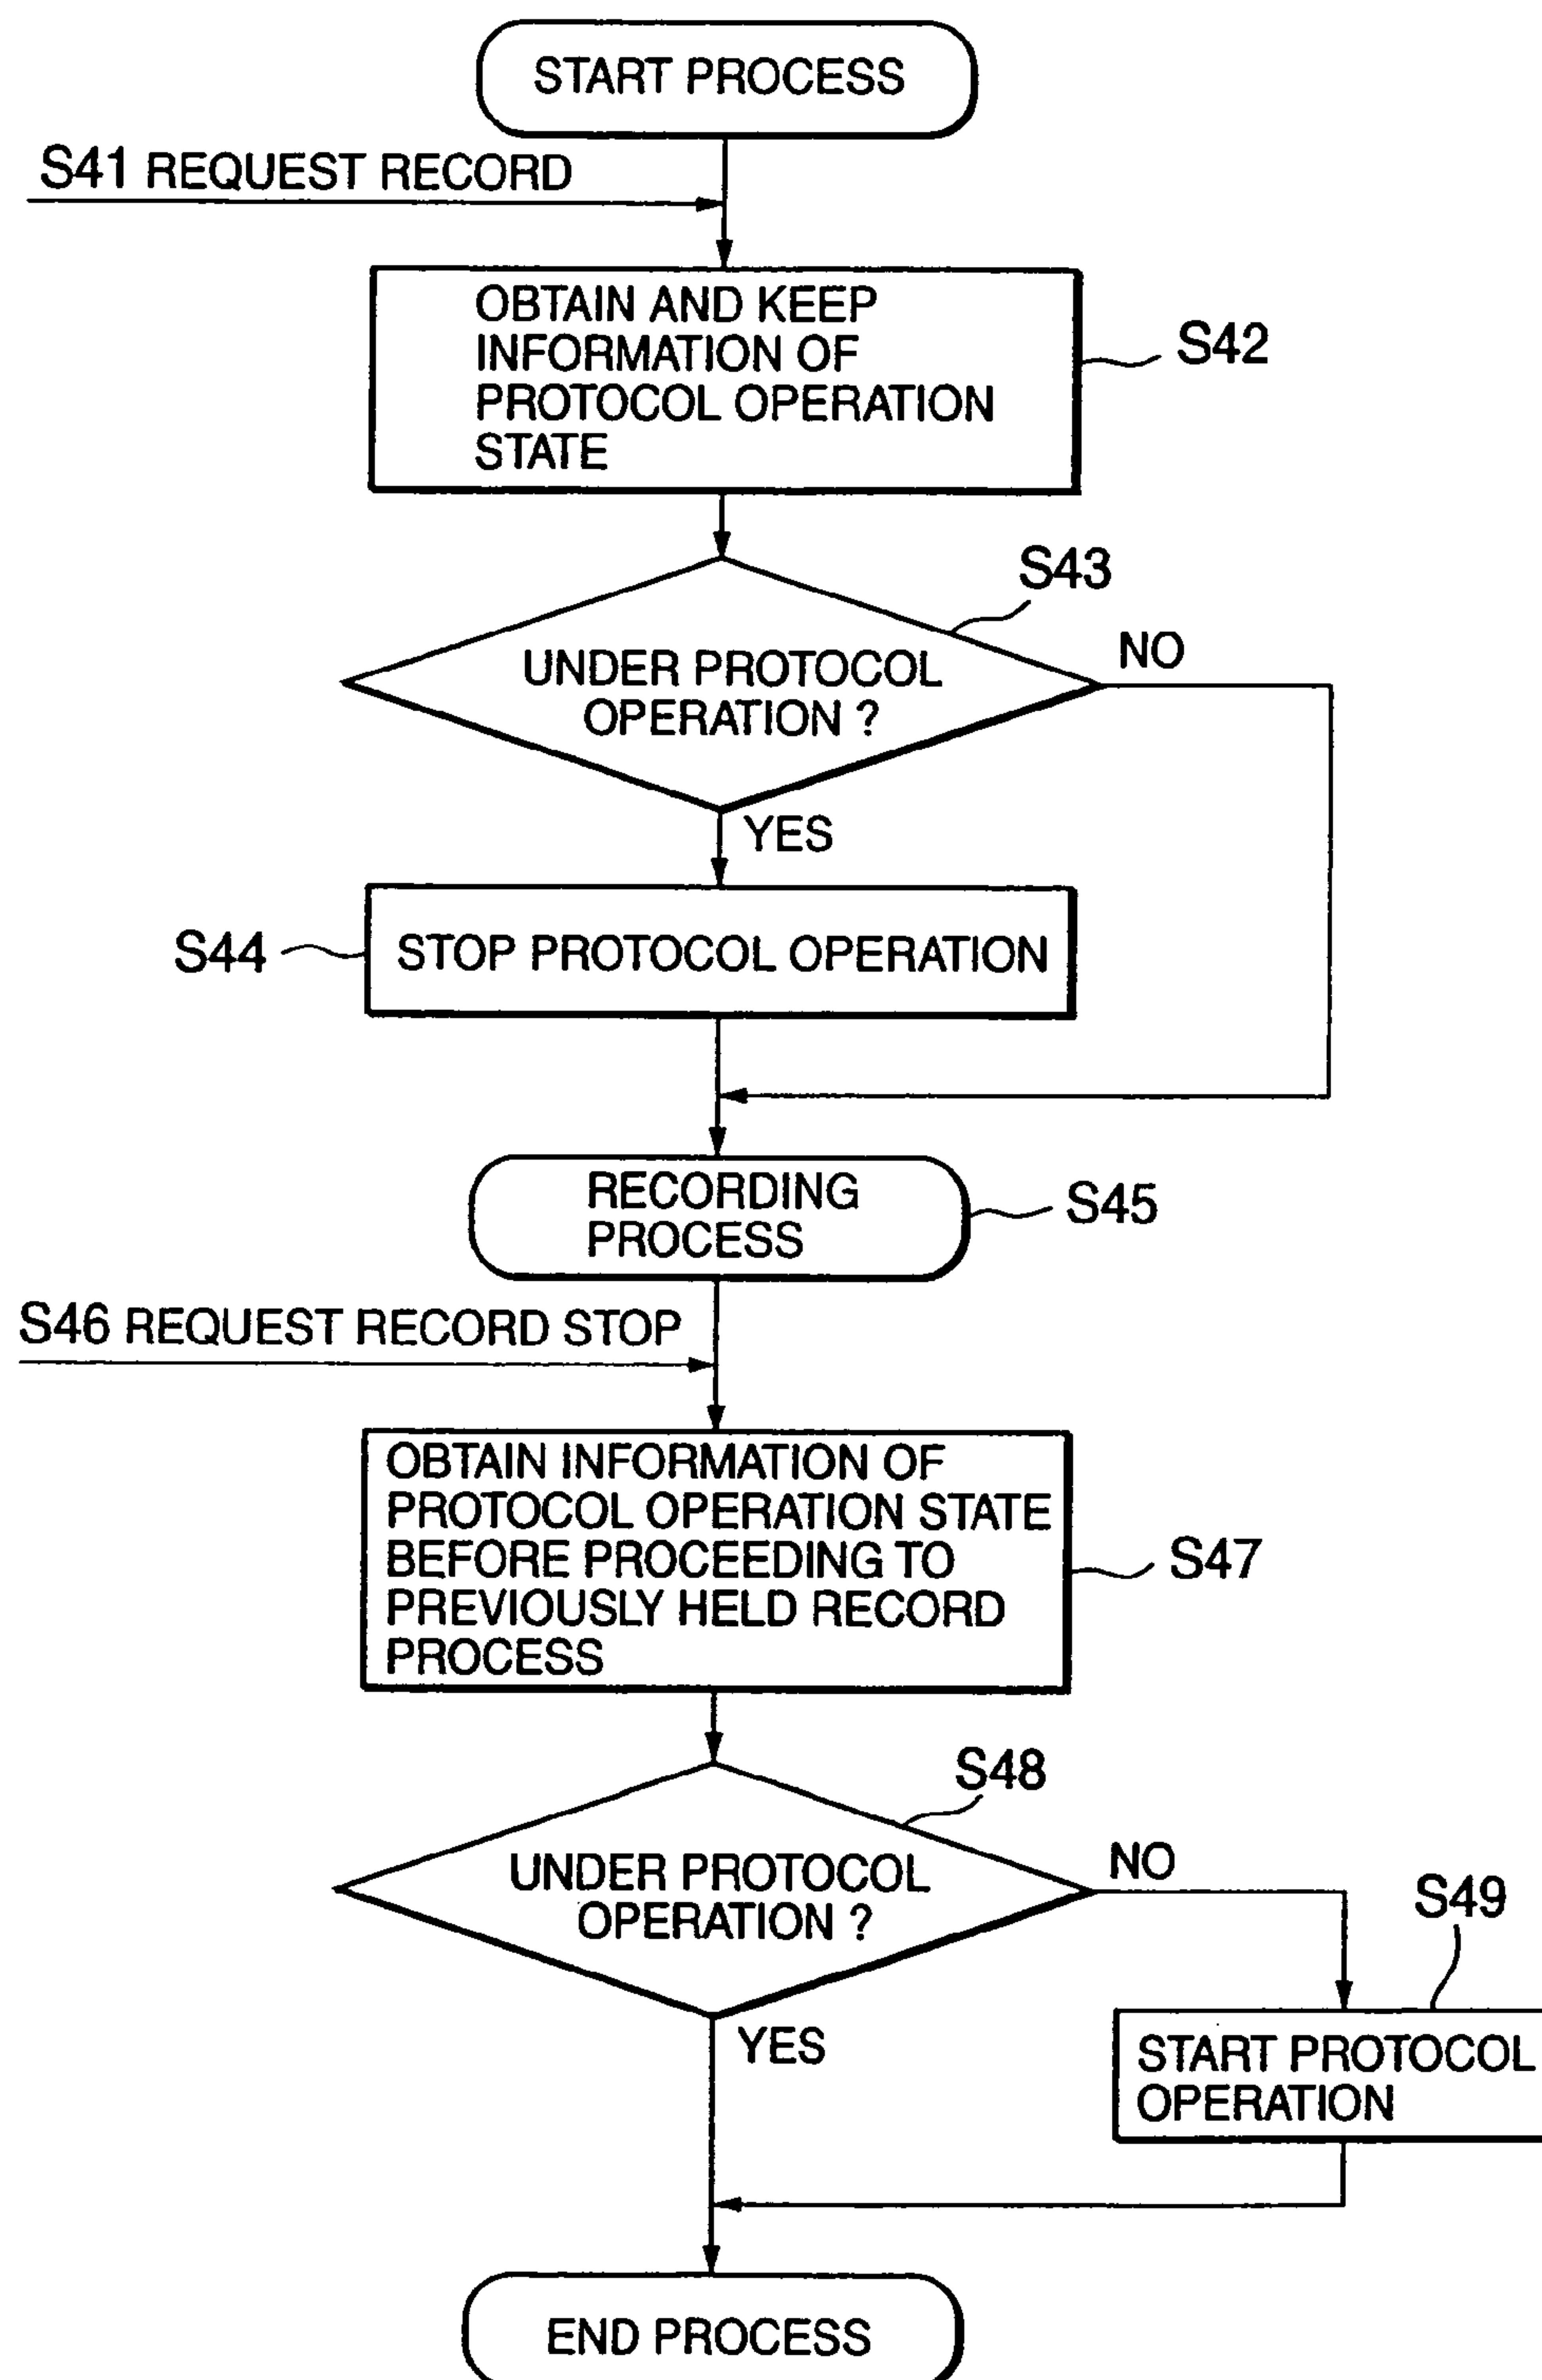 START PROCESS
S41 REQUEST RECORD
OBTAIN AND KEEP
INFORMATION OF
PROTOCOL OPERATION
STATE
S42
S43
UNDER PROTOCOL
OPERATION ?
NO
YES
S44
STOP PROTOCOL OPERATION
RECORDING
PROCESS
S45
S46 REQUEST RECORD STOP
OBTAIN INFORMATION OF
PROTOCOL OPERATION STATE
BEFORE PROCEEDING TO
PREVIOUSLY HELD RECORD
PROCESS
S47
S48
UNDER PROTOCOL
OPERATION ?
NO
S49
YES
START PROTOCOL
OPERATION
END PROCESS